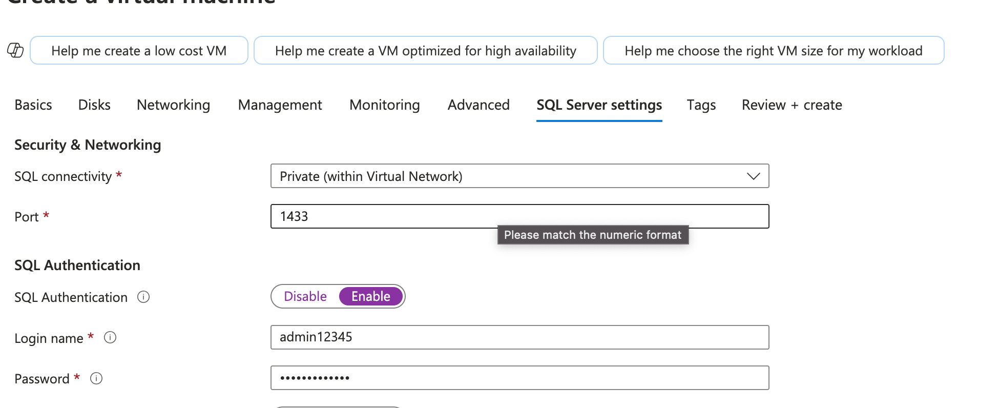 Create a virtual machine
Help me create a low cost VM
Help me create a VM optimized for high availability
Help me choose the right VM size for my workload
Basics Disks Networking Management Monitoring Advanced SQL Server settings Tags Review + create
Security & Networking
SQL connectivity *
Private (within Virtual Network)
Port *
1433
Please match the numeric format
SQL Authentication
SQL Authentication
Disable Enable
Login name *
admin12345
Password *
•••••••••••••